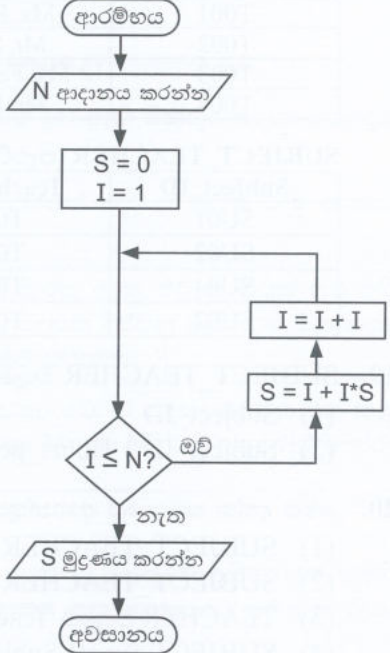 ආරම්භය
N ආදානය කරන්න
S = 0
I = 1
I = I + I
S = I + I*S
I ≤ N?
ඔව්
නැත
S මුද්‍රණය කරන්න
අවසානය